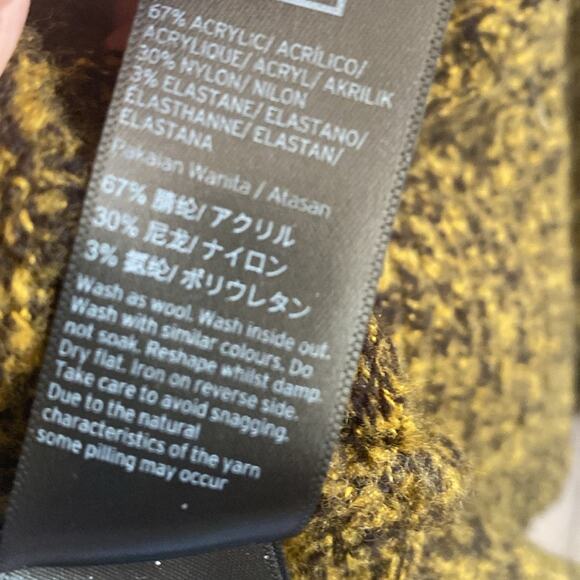 67% ACRYLIC/ ACRÍLICO/
ACRYLIQUE/ ACRYL/ AKRILIK
30% NYLON/ NILON
3% ELASTANE/ ELASTANO/
ELASTHANNE/ ELASTAN/
ELASTANA
Pakaian Wanita / Atasan
67% 腈纶/ アクリル
30% 尼龙/ ナイロン
3% 氨纶/ ポリウレタン
Wash as wool. Wash inside out.
Wash with similar colours. Do
not soak. Reshape whilst damp.
Dry flat. Iron on reverse side.
Take care to avoid snagging.
Due to the natural
characteristics of the yarn
some pilling may occur